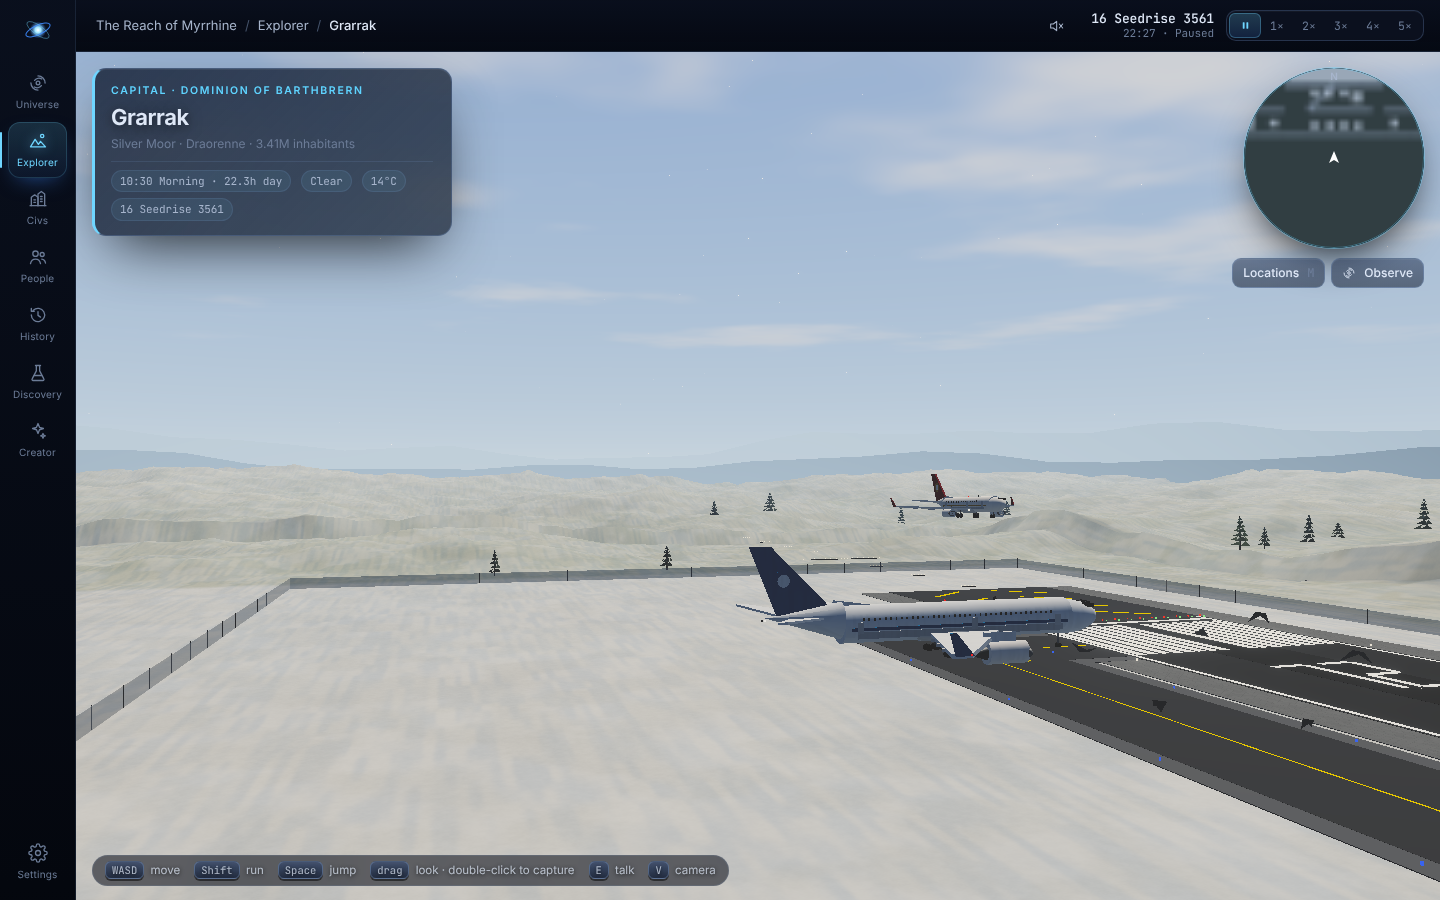 The Reach of Myrrhine / Explorer / Grarrak
16 Seedrise 3561
22:27 · Paused
1×
2×
3×
4×
5×
Universe
Explorer
Civs
People
History
Discovery
Creator
Settings
CAPITAL · DOMINION OF BARTHBRERN
Grarrak
Silver Moor · Draorenne · 3.41M inhabitants
10:30 Morning · 22.3h day
Clear
14°C
16 Seedrise 3561
N
Locations M
Observe
WASD move Shift run Space jump drag look · double-click to capture E talk V camera